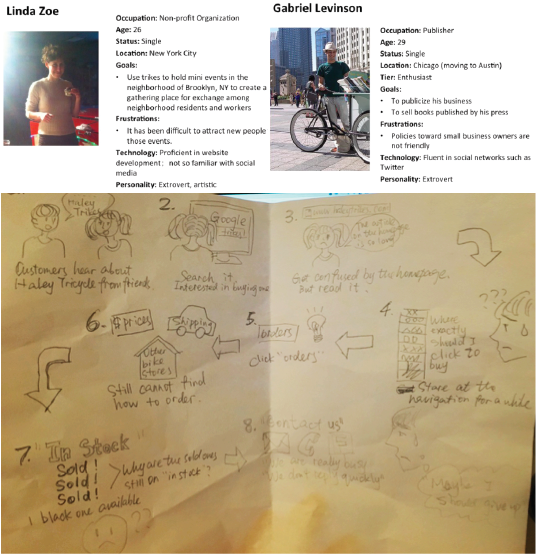 Linda Zoe
Occupation: Non-profit Organization
Age: 26
Status: Single
Location: New York City
Goals:
• Use trikes to hold mini events in the
neighborhood of Brooklyn, NY to create a
gathering place for exchange among
neighborhood residents and workers
Frustrations:
• It has been difficult to attract new people
those events.
Technology: Proficient in website
development; not so familiar with social
media
Personality: Extrovert, artistic
Gabriel Levinson
Occupation: Publisher
Age: 29
Status: Single
Location: Chicago (moving to Austin)
Tier: Enthusiast
Goals:
• To publicize his business
• To sell books published by his press
Frustrations:
• Policies toward small business owners are
not friendly
Technology: Fluent in social networks such as
Twitter
Personality: Extrovert
Haley
Trikes
Customers hear about
Haley Tricycle from friends.
2.
Google
Search it.
Interested in buying one
3.
Got confused by the homepage.
But read it.
4.
Where
exactly
should I
click to
buy
???
Stare at the
navigation for a while
5.
orders
click "orders"
6. $prices
Shipping
Other
bike
stores
Still cannot find
how to order.
7. "In Stock"
Sold!
Sold!
Sold!
Why are the sold ones
still on "in stock"?
1 black one available
??
8. "Contact us"
We are really busy
Maybe I
should give up